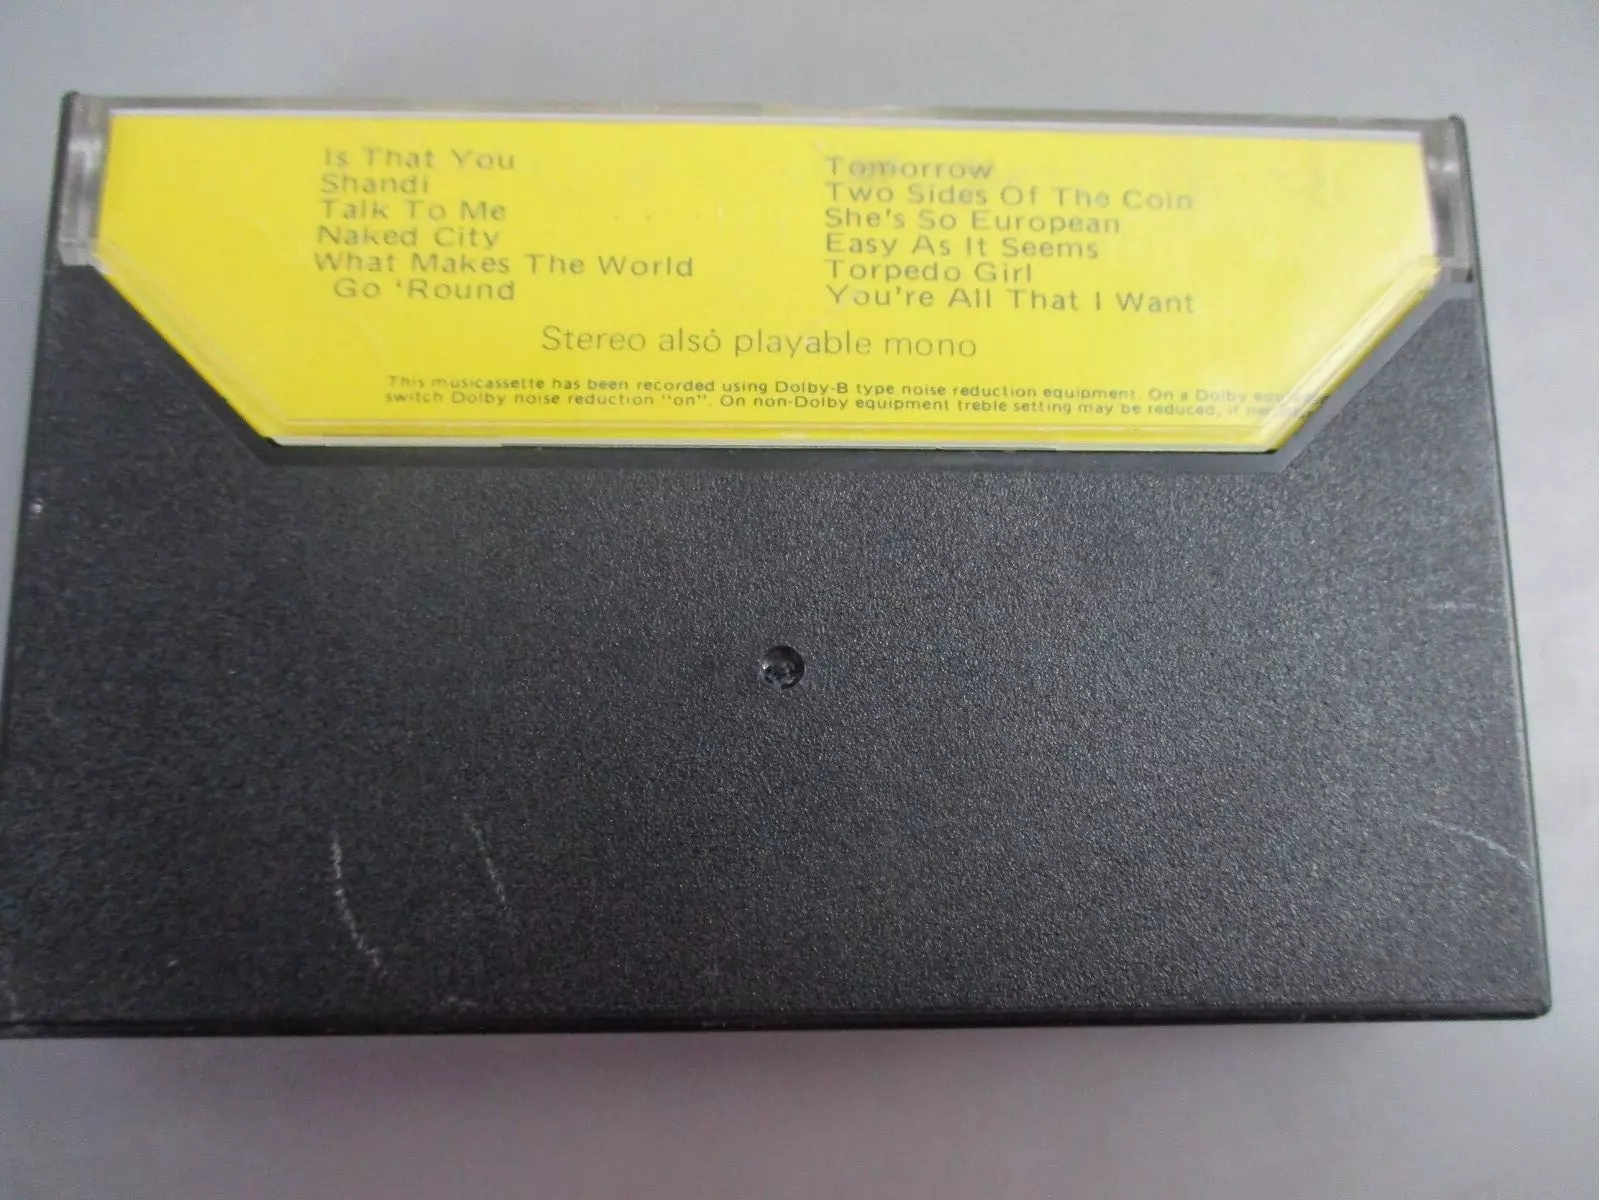 Is That You
Shandi
Talk To Me
Naked City
What Makes The World
Go 'Round
Tomorrow
Two Sides Of The Coin
She's So European
Easy As It Seems
Torpedo Girl
You're All That I Want
Stereo also playable mono
This musicassette has been recorded using Dolby-B type noise reduction equipment. On a Dolby
switch Dolby noise reduction "on". On non-Dolby equipment treble setting may be reduced, if